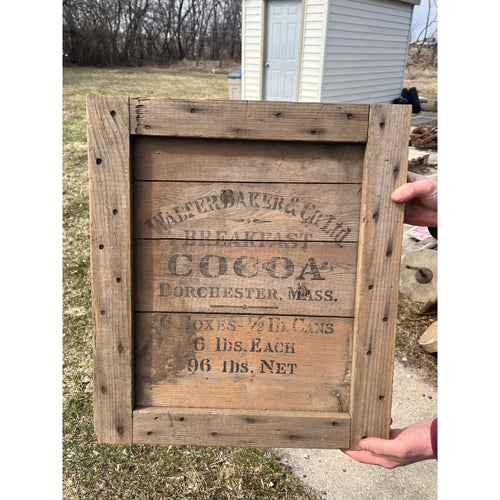 Walter Baker & Co. Ltd.
Breakfast
Cocoa
Dorchester, Mass.
Boxes - ½ lb. Cans
6 lbs. Each
96 lbs. Net